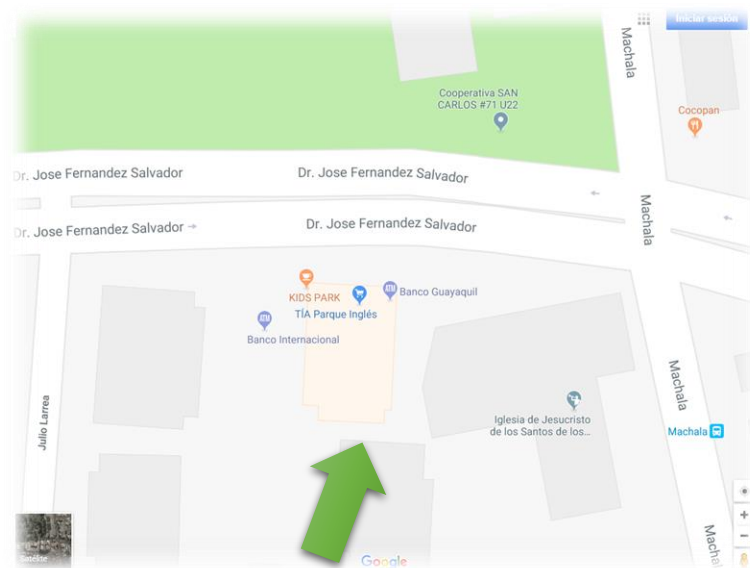 Iniciar sesión
Machala
Cooperativa SAN
CARLOS #71 U22
Cocopan
Dr. Jose Fernandez Salvador
Dr. Jose Fernandez Salvador
Machala
Dr. Jose Fernandez Salvador →
Dr. Jose Fernandez Salvador
KIDS PARK
Banco Guayaquil
TÍA Parque Inglés
Banco Internacional
Machala
Julio Larrea
Iglesia de Jesucristo
de los Santos de los...
Machala
Machala
Satélite
Google